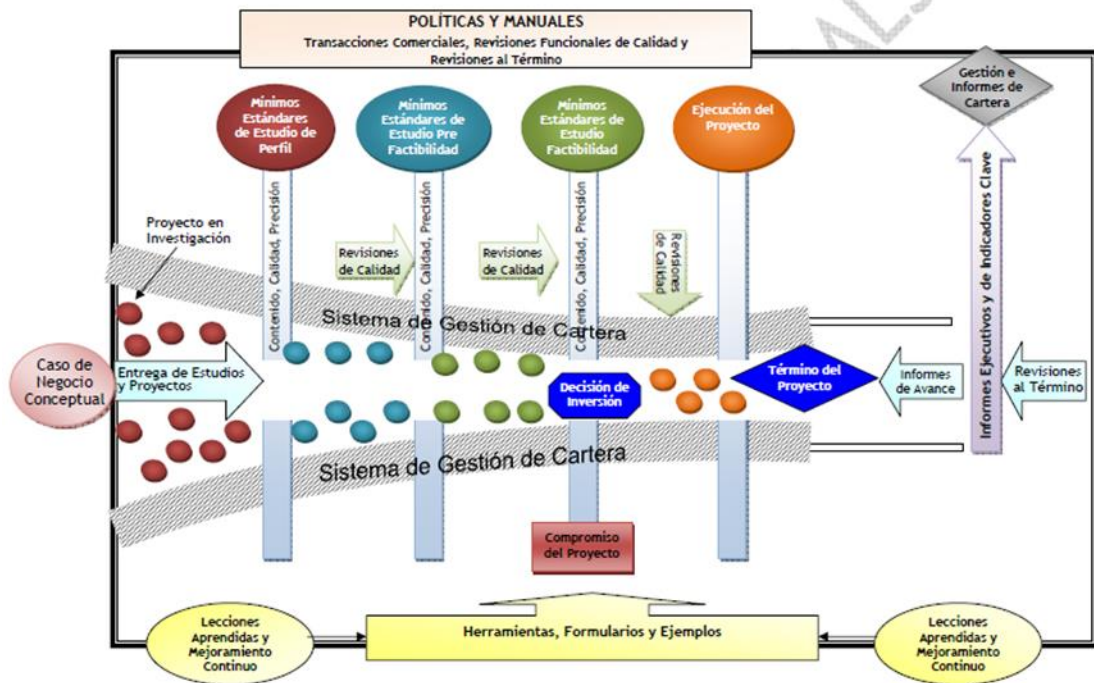 POLÍTICAS Y MANUALES
Transacciones Comerciales, Revisiones Funcionales de Calidad y
Revisiones al Término
Gestión e
Informes de
Cartera
Mínimos
Estándares
de Estudio de
Perfil
Mínimos
Estándares de
Estudio Pre
Factibilidad
Mínimos
Estándares de
Estudio
Factibilidad
Ejecución del
Proyecto
Proyecto en
Investigación
Contenido, Calidad, Precisión
Revisiones
de Calidad
Contenido, Calidad, Precisión
Revisiones
de Calidad
Contenido, Calidad, Precisión
Revisiones
de Calidad
Informes Ejecutivos y de Indicadores Clave
Sistema de Gestión de Cartera
Caso de
Negocio
Conceptual
Entrega de Estudios
y Proyectos
Decisión de
Inversión
Término del
Proyecto
Informes
de Avance
Revisiones
al Término
Sistema de Gestión de Cartera
Compromiso
del Proyecto
Lecciones
Aprendidas y
Mejoramiento
Continuo
Herramientas, Formularios y Ejemplos
Lecciones
Aprendidas y
Mejoramiento
Continuo